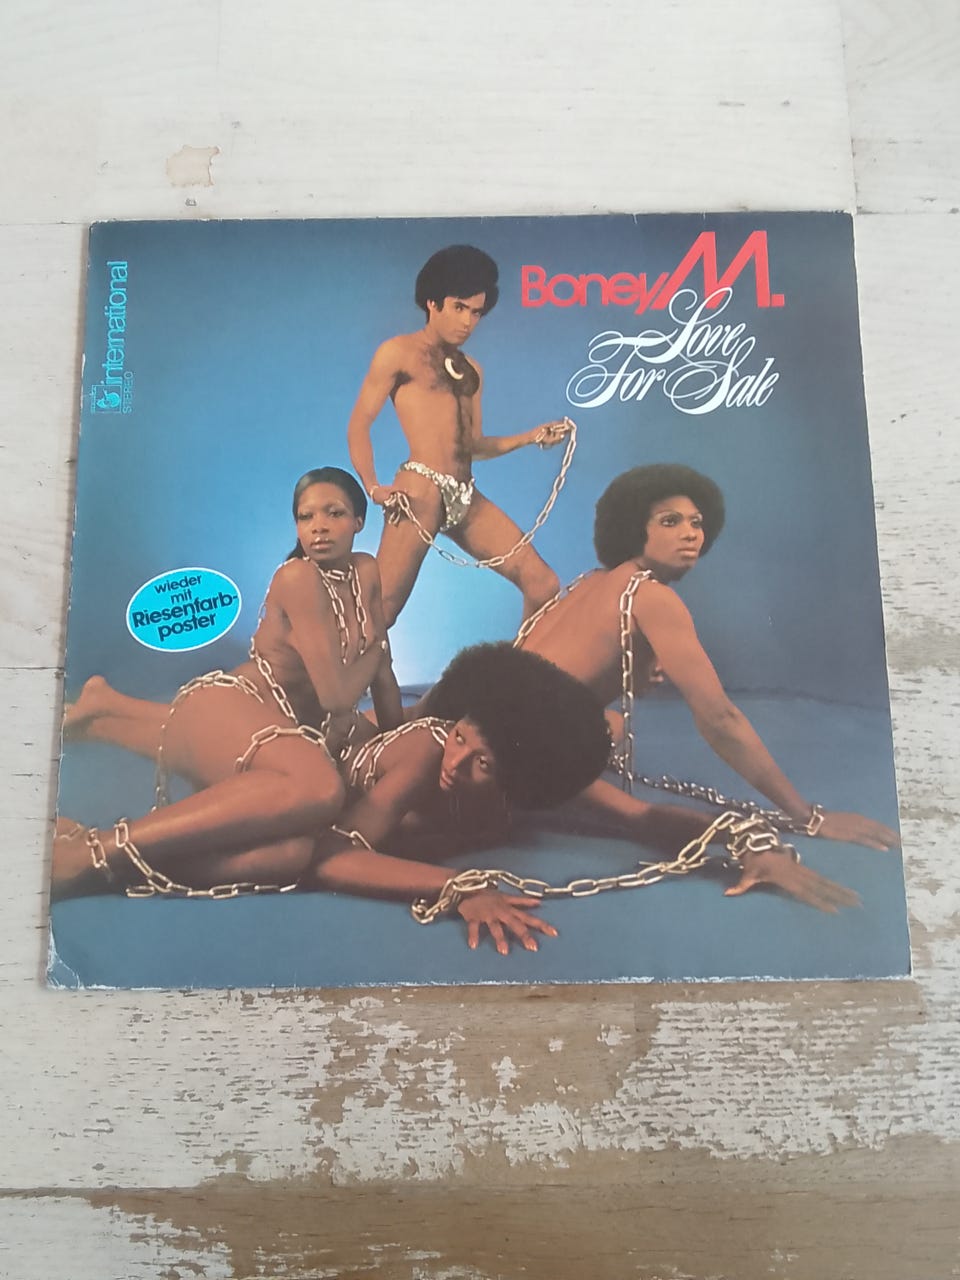 Boney M.
Love
For Sale
international
STEREO
wieder
mit
Riesenfarb-
poster